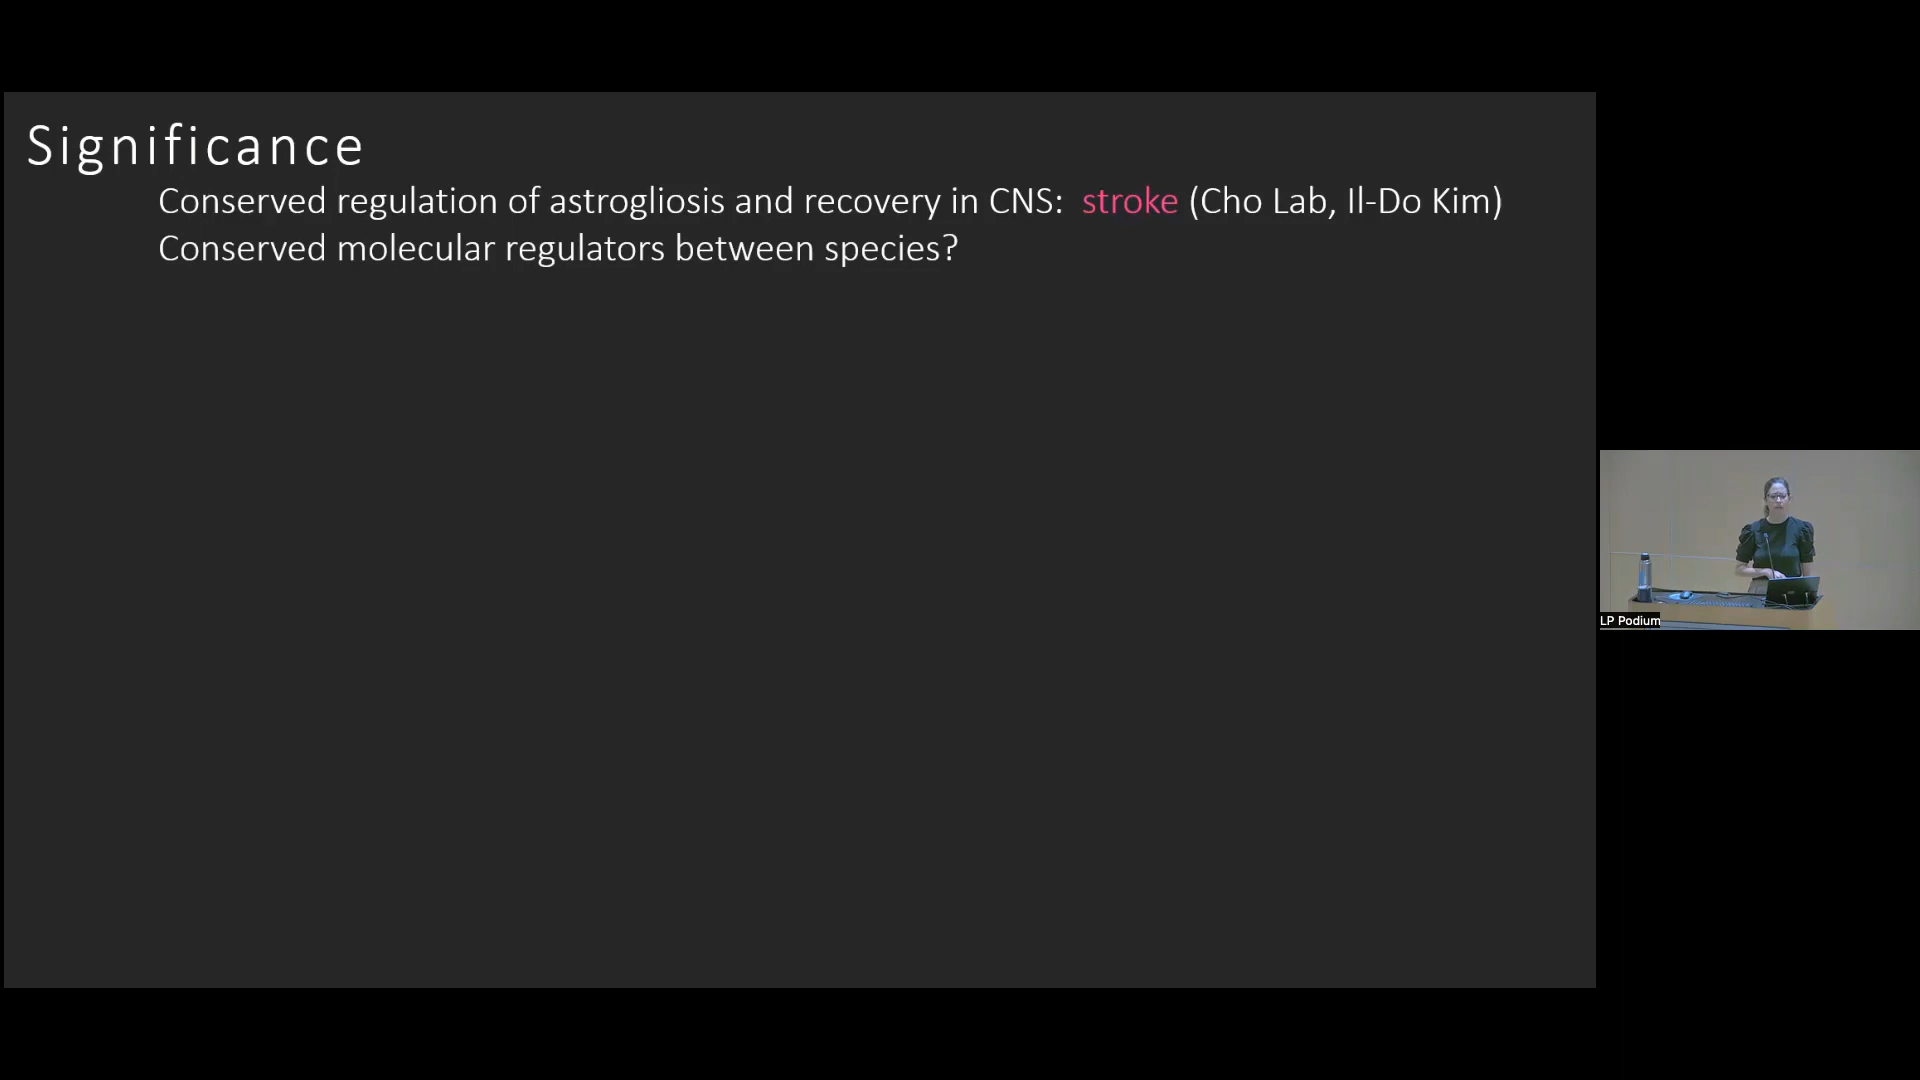 Significance
Conserved regulation of astrogliosis and recovery in CNS: stroke (Cho Lab, Il-Do Kim)
Conserved molecular regulators between species?
LP Podium